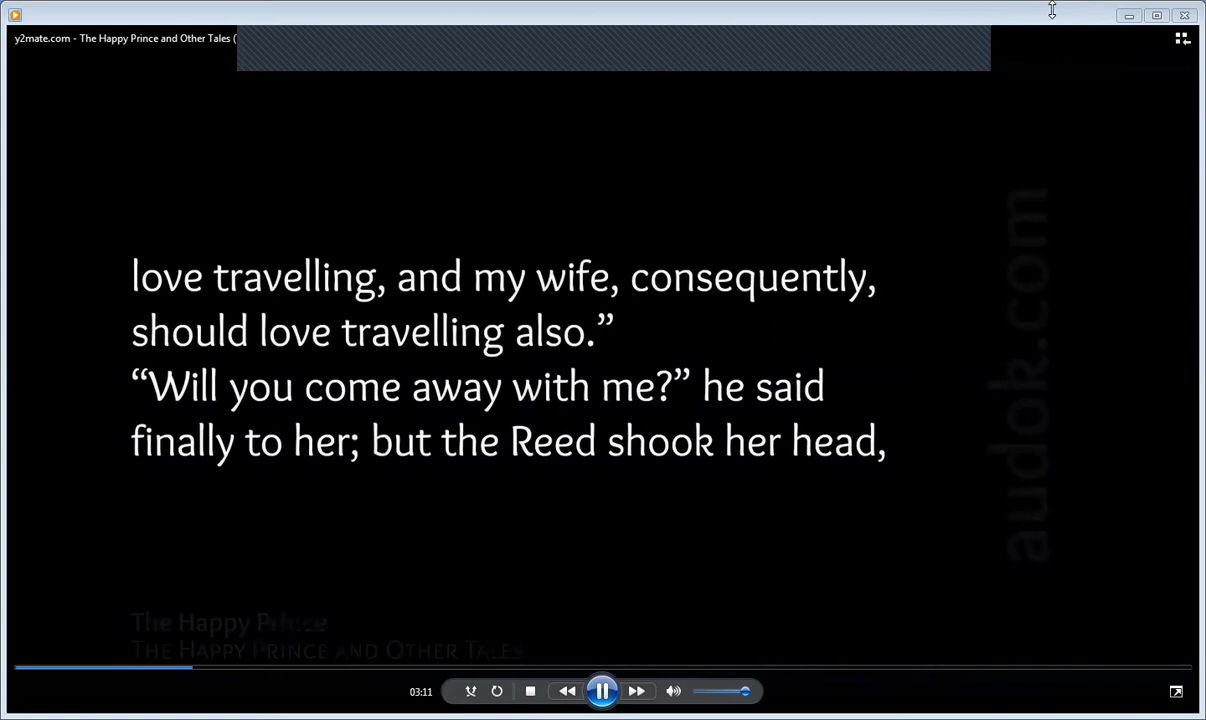 y2mate.com - The Happy Prince and Other Tales (
love travelling, and my wife, consequently,
should love travelling also.”
“Will you come away with me?” he said
finally to her; but the Reed shook her head,
audok.com
The Happy Prince
The Happy Prince and Other Tales
03:11